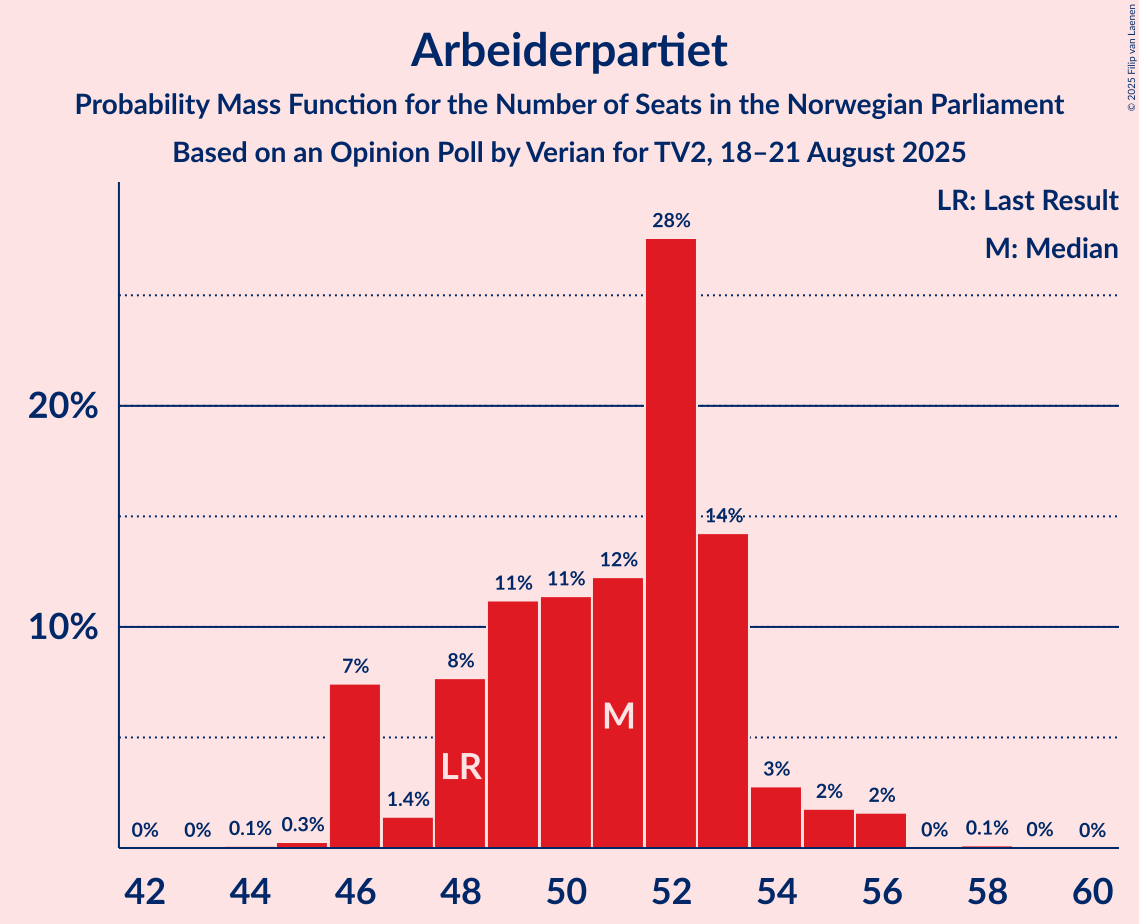 Arbeiderpartiet
Probability Mass Function for the Number of Seats in the Norwegian Parliament
Based on an Opinion Poll by Verian for TV2, 18–21 August 2025
© 2025 Filip van Laenen
LR: Last Result
M: Median
28%
20%
14%
12%
11%
11%
10%
8%
7%
M
LR
3%
2%
2%
1.4%
0.3%
0.1%
0%
0%
0%
0.1%
0%
0%
42 44 46 48 50 52 54 56 58 60